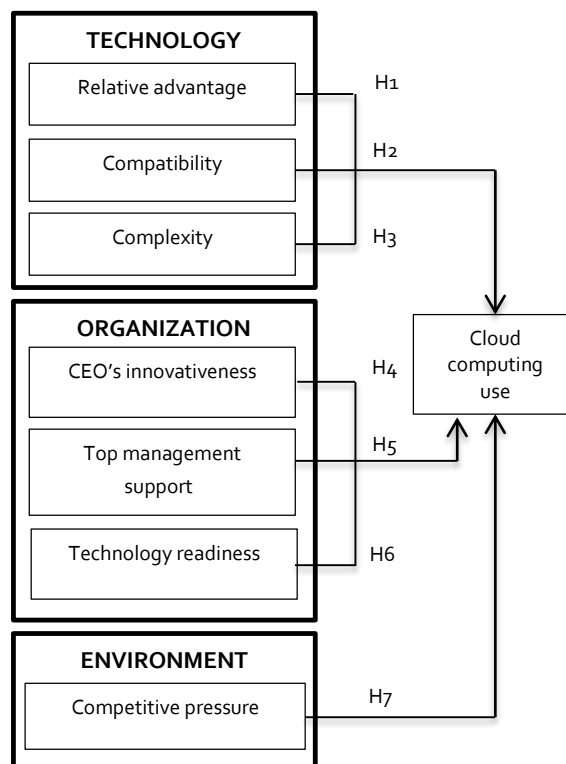 TECHNOLOGY
Relative advantage
H1
Compatibility
H2
Complexity
H3
ORGANIZATION
CEO's innovativeness
H4
Top management
support
H5
Technology readiness
H6
Cloud
computing
use
ENVIRONMENT
Competitive pressure
H7